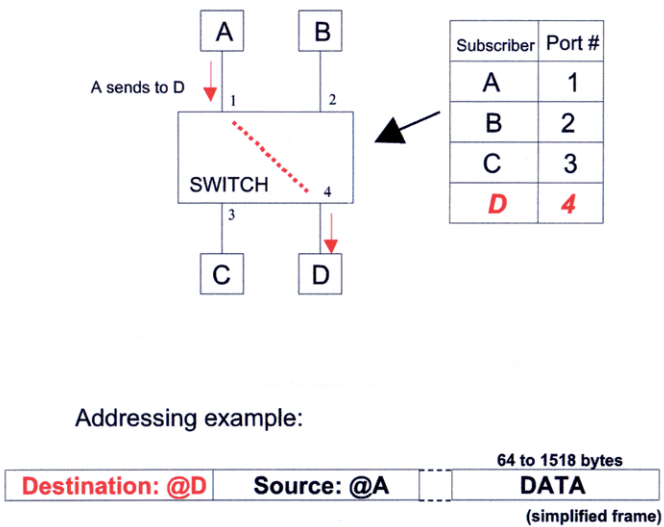 A
B
A sends to D
1
2
SWITCH
4
3
C
D
Subscriber Port #
A 1
B 2
C 3
D 4
Addressing example:
64 to 1518 bytes
Destination: @D Source: @A DATA
(simplified frame)